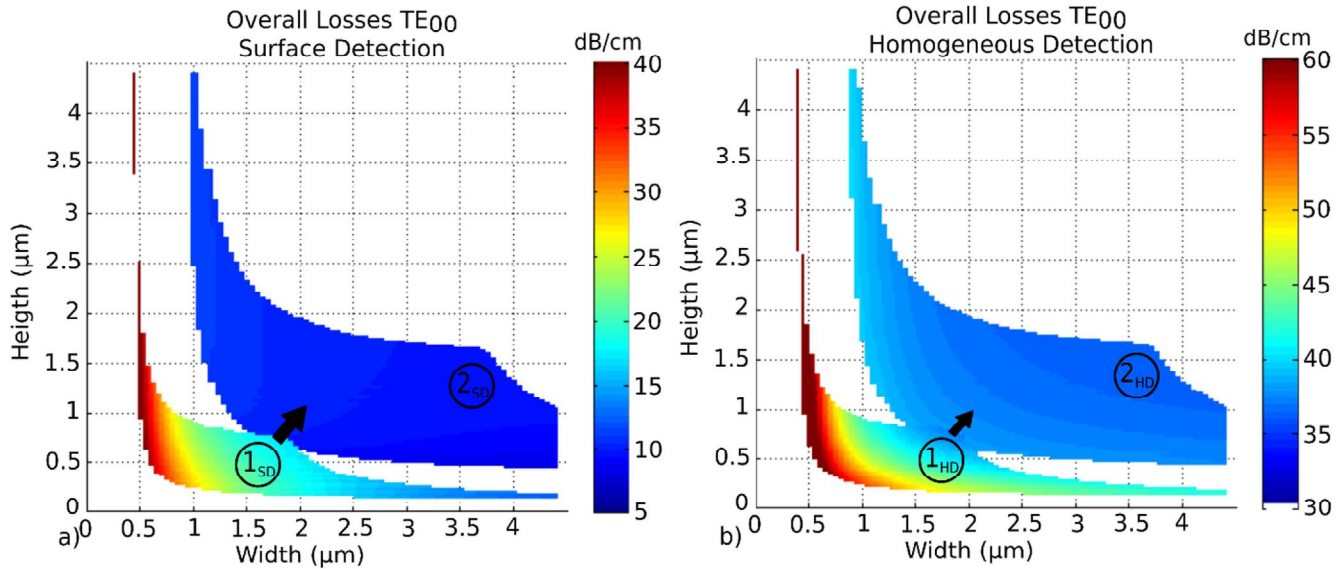 Overall Losses TE00
Surface Detection
dB/cm
40
35
30
25
20
15
10
5
4
3.5
3
2.5
2
1.5
1
0.5
0
Heigth (μm)
2SD
1SD
a)
0 0.5 1 1.5 2 2.5 3 3.5 4
Width (μm)
Overall Losses TE00
Homogeneous Detection
dB/cm
60
55
50
45
40
35
30
4
3.5
3
2.5
2
1.5
1
0.5
0
Heigth (μm)
2HD
1HD
b)
0 0.5 1 1.5 2 2.5 3 3.5 4
Width (μm)